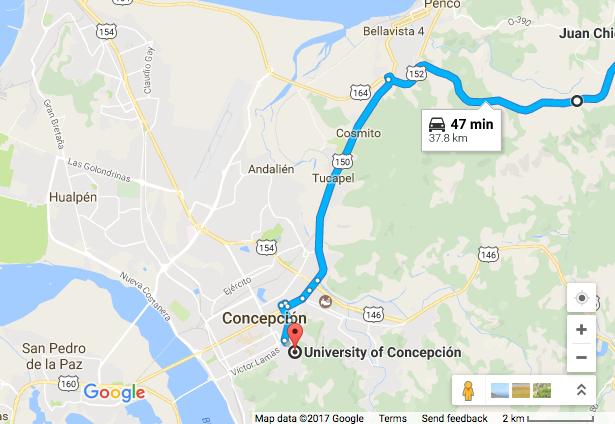 Penco
O-390
154
Bellavista 4
Juan Chi
Claudio Gay
152
164
47 min
37.8 km
Gran Bretaña
Cosmito
150
Las Golondrinas
Andalién
Tucapel
Hualpén
154
146
Nueva Costanera
Ejército
146
Concepción
San Pedro
de la Paz
Víctor Lamas
University of Concepción
160
Google
Map data ©2017 Google Terms Send feedback 2 km